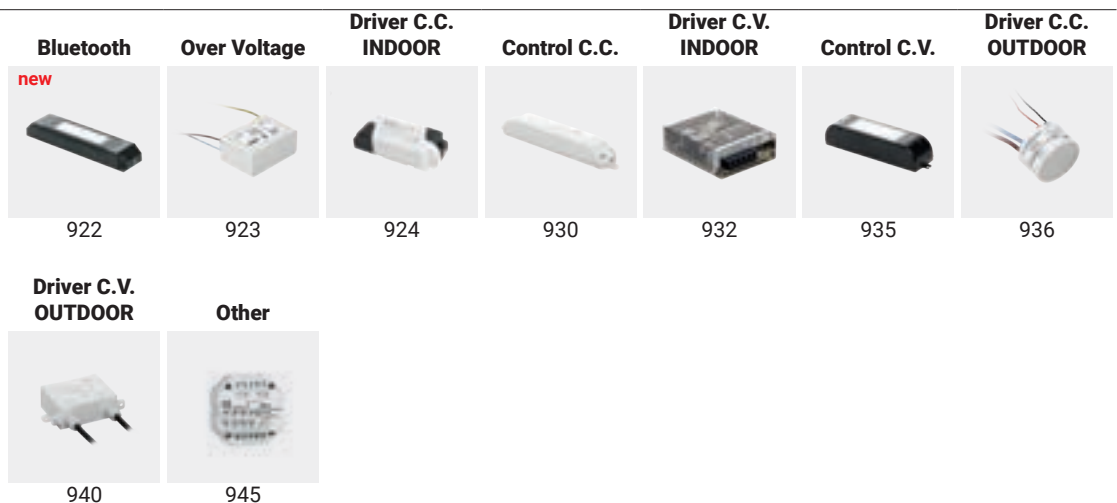 Bluetooth
Over Voltage
Driver C.C.
INDOOR
Control C.C.
Driver C.V.
INDOOR
Control C.V.
Driver C.C.
OUTDOOR
new
922
923
924
930
932
935
936
Driver C.V.
OUTDOOR
Other
940
945